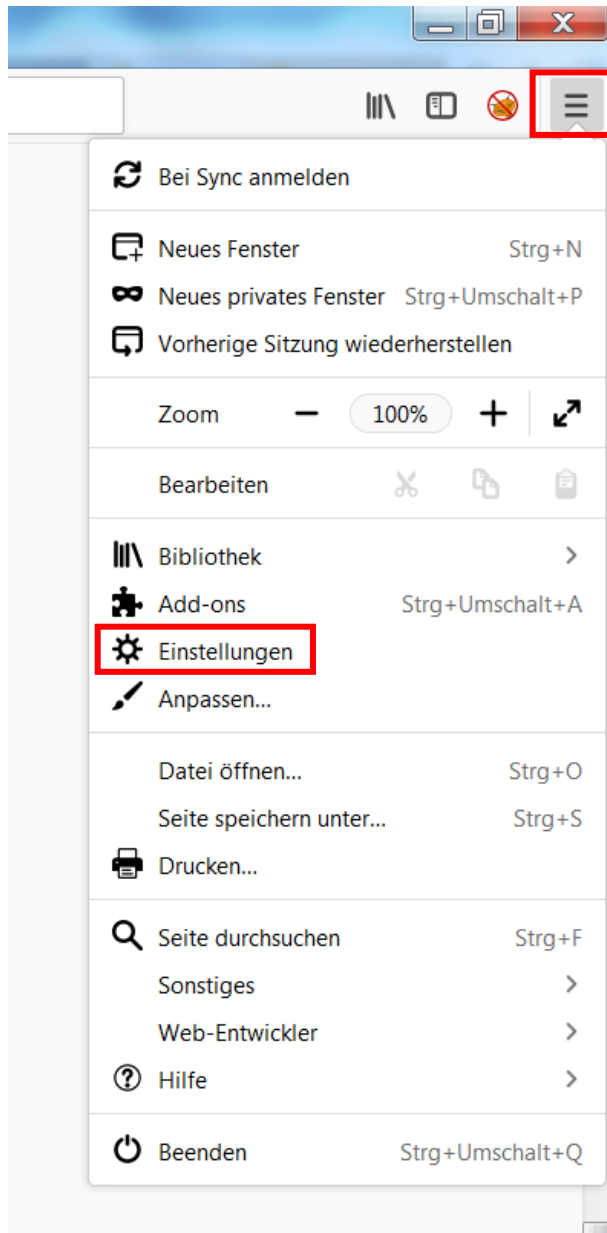 Bei Sync anmelden
Neues Fenster Strg+N
Neues privates Fenster Strg+Umschalt+P
Vorherige Sitzung wiederherstellen
Zoom 100%
Bearbeiten
Bibliothek
Add-ons Strg+Umschalt+A
Einstellungen
Anpassen...
Datei öffnen... Strg+O
Seite speichern unter... Strg+S
Drucken...
Seite durchsuchen Strg+F
Sonstiges
Web-Entwickler
Hilfe
Beenden Strg+Umschalt+Q